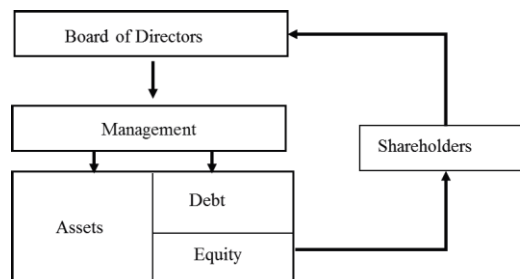 Board of Directors
Management
Shareholders
Assets
Debt
Equity